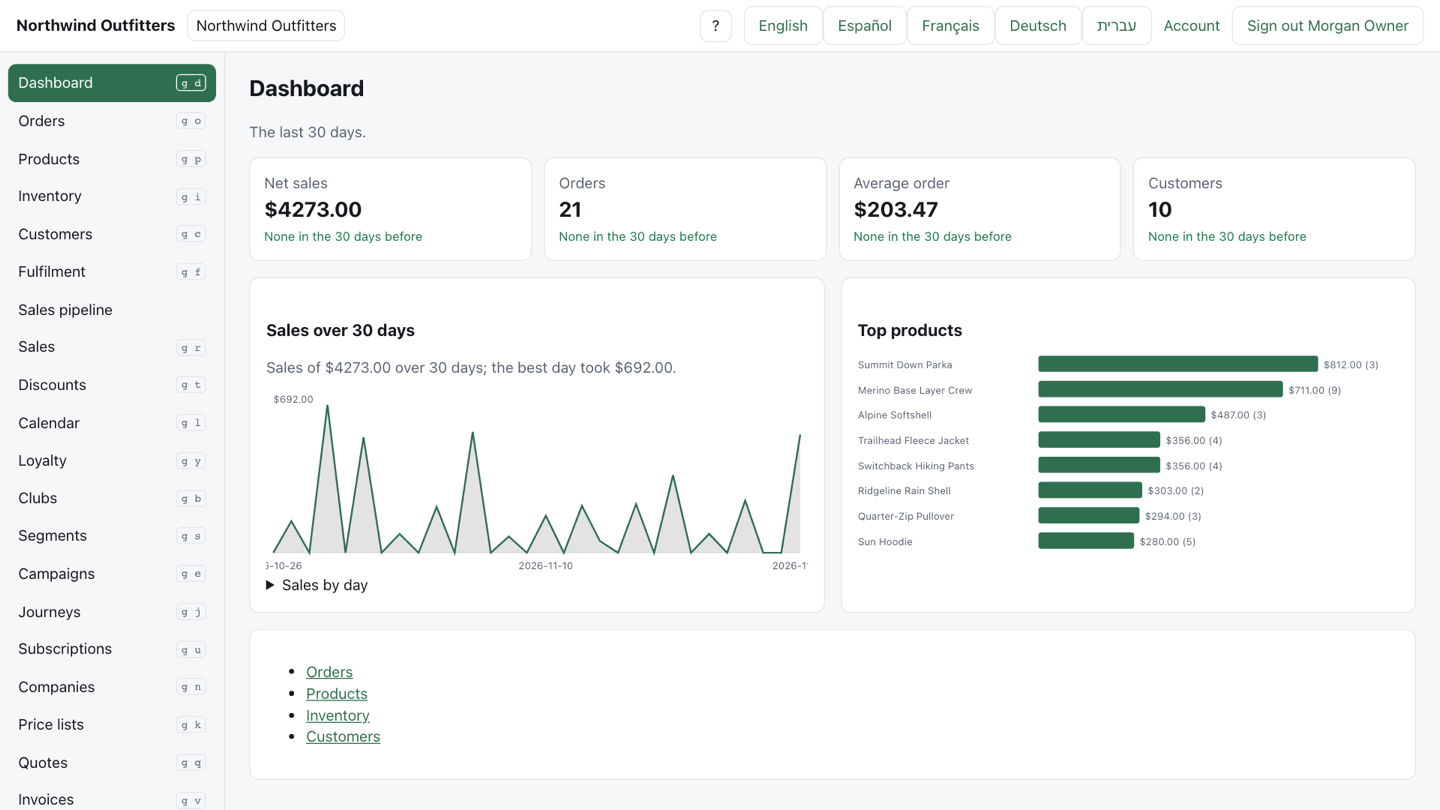 Northwind Outfitters
Northwind Outfitters
?
English
Español
Français
Deutsch
עברית
Account
Sign out Morgan Owner
Dashboard g d
Orders g o
Products g p
Inventory g i
Customers g c
Fulfilment g f
Sales pipeline
Sales g r
Discounts g t
Calendar g l
Loyalty g y
Clubs g b
Segments g s
Campaigns g e
Journeys g j
Subscriptions g u
Companies g n
Price lists g k
Quotes g q
Invoices g v
Dashboard
The last 30 days.
Net sales
$4273.00
None in the 30 days before
Orders
21
None in the 30 days before
Average order
$203.47
None in the 30 days before
Customers
10
None in the 30 days before
Sales over 30 days
Sales of $4273.00 over 30 days; the best day took $692.00.
$692.00
-10-26
2026-11-10
2026-1
Sales by day
Top products
Summit Down Parka $812.00 (3)
Merino Base Layer Crew $711.00 (9)
Alpine Softshell $487.00 (3)
Trailhead Fleece Jacket $356.00 (4)
Switchback Hiking Pants $356.00 (4)
Ridgeline Rain Shell $303.00 (2)
Quarter-Zip Pullover $294.00 (3)
Sun Hoodie $280.00 (5)
Orders
Products
Inventory
Customers